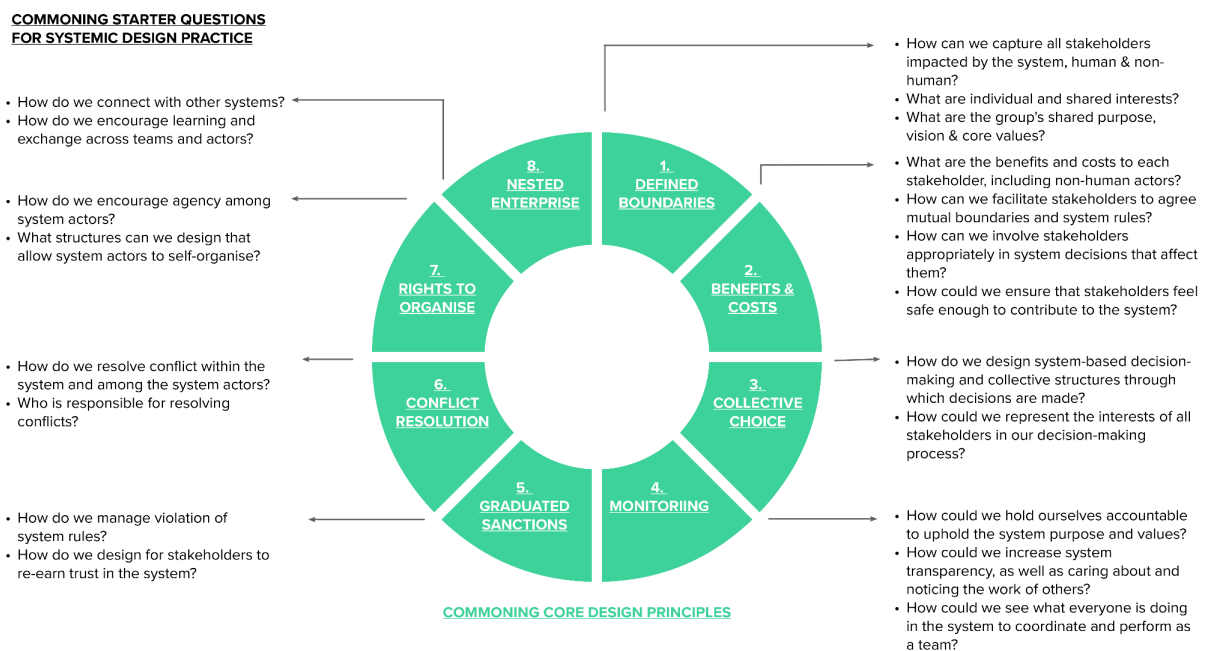 COMMONING STARTER QUESTIONS
FOR SYSTEMIC DESIGN PRACTICE
1.
DEFINED
BOUNDARIES
• How can we capture all stakeholders
impacted by the system, human & non-
human?
• What are individual and shared interests?
• What are the group's shared purpose,
vision & core values?
2.
BENEFITS &
COSTS
• What are the benefits and costs to each
stakeholder, including non-human actors?
• How can we facilitate stakeholders to agree
mutual boundaries and system rules?
• How can we involve stakeholders
appropriately in system decisions that affect
them?
• How could we ensure that stakeholders feel
safe enough to contribute to the system?
3.
COLLECTIVE
CHOICE
• How do we design system-based decision-
making and collective structures through
which decisions are made?
• How could we represent the interests of all
stakeholders in our decision-making
process?
4.
MONITORIING
• How could we hold ourselves accountable
to uphold the system purpose and values?
• How could we increase system
transparency, as well as caring about and
noticing the work of others?
• How could we see what everyone is doing
in the system to coordinate and perform as
a team?
5.
GRADUATED
SANCTIONS
• How do we manage violation of
system rules?
• How do we design for stakeholders to
re-earn trust in the system?
6.
CONFLICT
RESOLUTION
• How do we resolve conflict within the
system and among the system actors?
• Who is responsible for resolving
conflicts?
7.
RIGHTS TO
ORGANISE
• How do we encourage agency among
system actors?
• What structures can we design that
allow system actors to self-organise?
8.
NESTED
ENTERPRISE
• How do we connect with other systems?
• How do we encourage learning and
exchange across teams and actors?
COMMONING CORE DESIGN PRINCIPLES